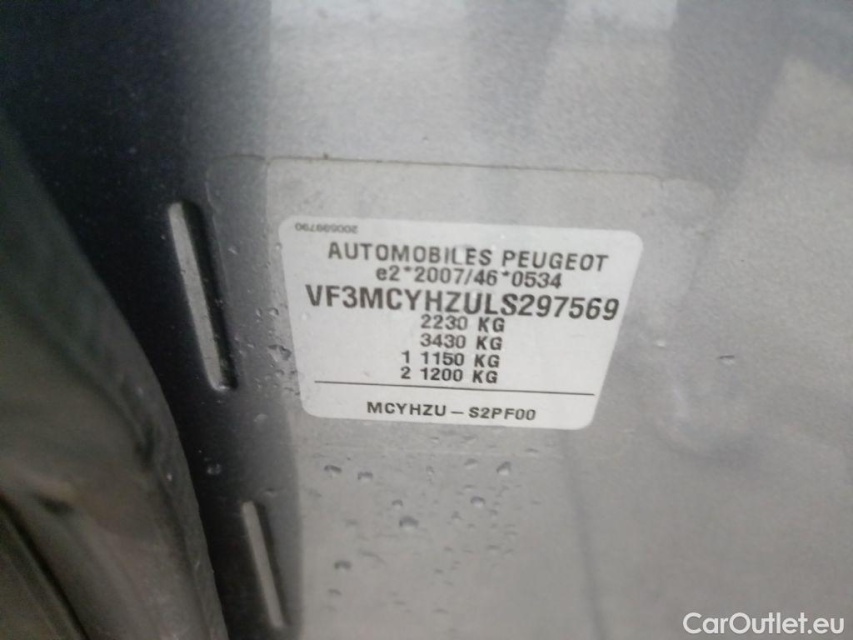 200599790
AUTOMOBILES PEUGEOT
e2*2007/46*0534
VF3MCYHZULS297569
2230 KG
3430 KG
1 1150 KG
2 1200 KG
MCYHZU - S2PF00
CarOutlet.eu